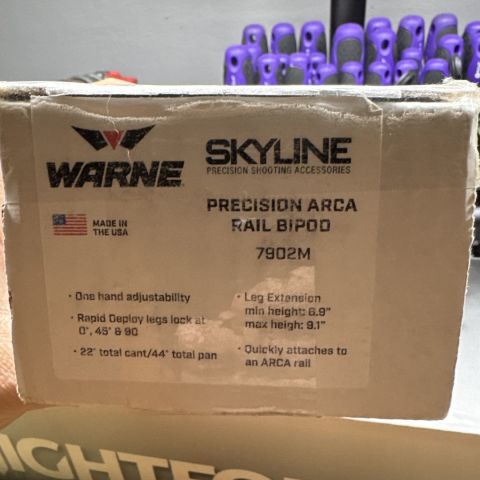 WARNE
SKYLINE
PRECISION SHOOTING ACCESSORIES
PRECISION ARCA
RAIL BIPOD
7902M
MADE IN
THE USA
• One hand adjustability
• Rapid Deploy legs lock at
0°, 45° & 90
• 22° total cant/44° total pan
• Leg Extension
min height: 6.9"
max heigh: 9.1"
• Quickly attaches to
an ARCA rail